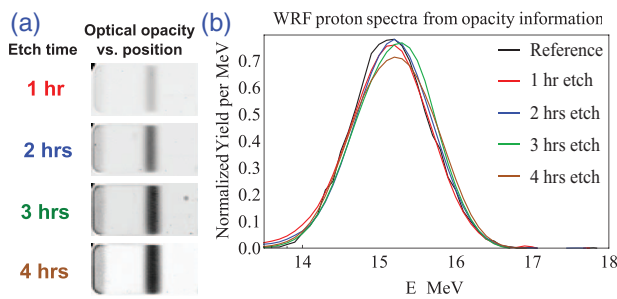 (a)
Etch time
Optical opacity
vs. position
1 hr
2 hrs
3 hrs
4 hrs
(b)
WRF proton spectra from opacity information
Normalized Yield per MeV
0.7
0.6
0.5
0.4
0.3
0.2
0.1
0.0
14
15
16
17
18
E MeV
Reference
1 hr etch
2 hrs etch
3 hrs etch
4 hrs etch